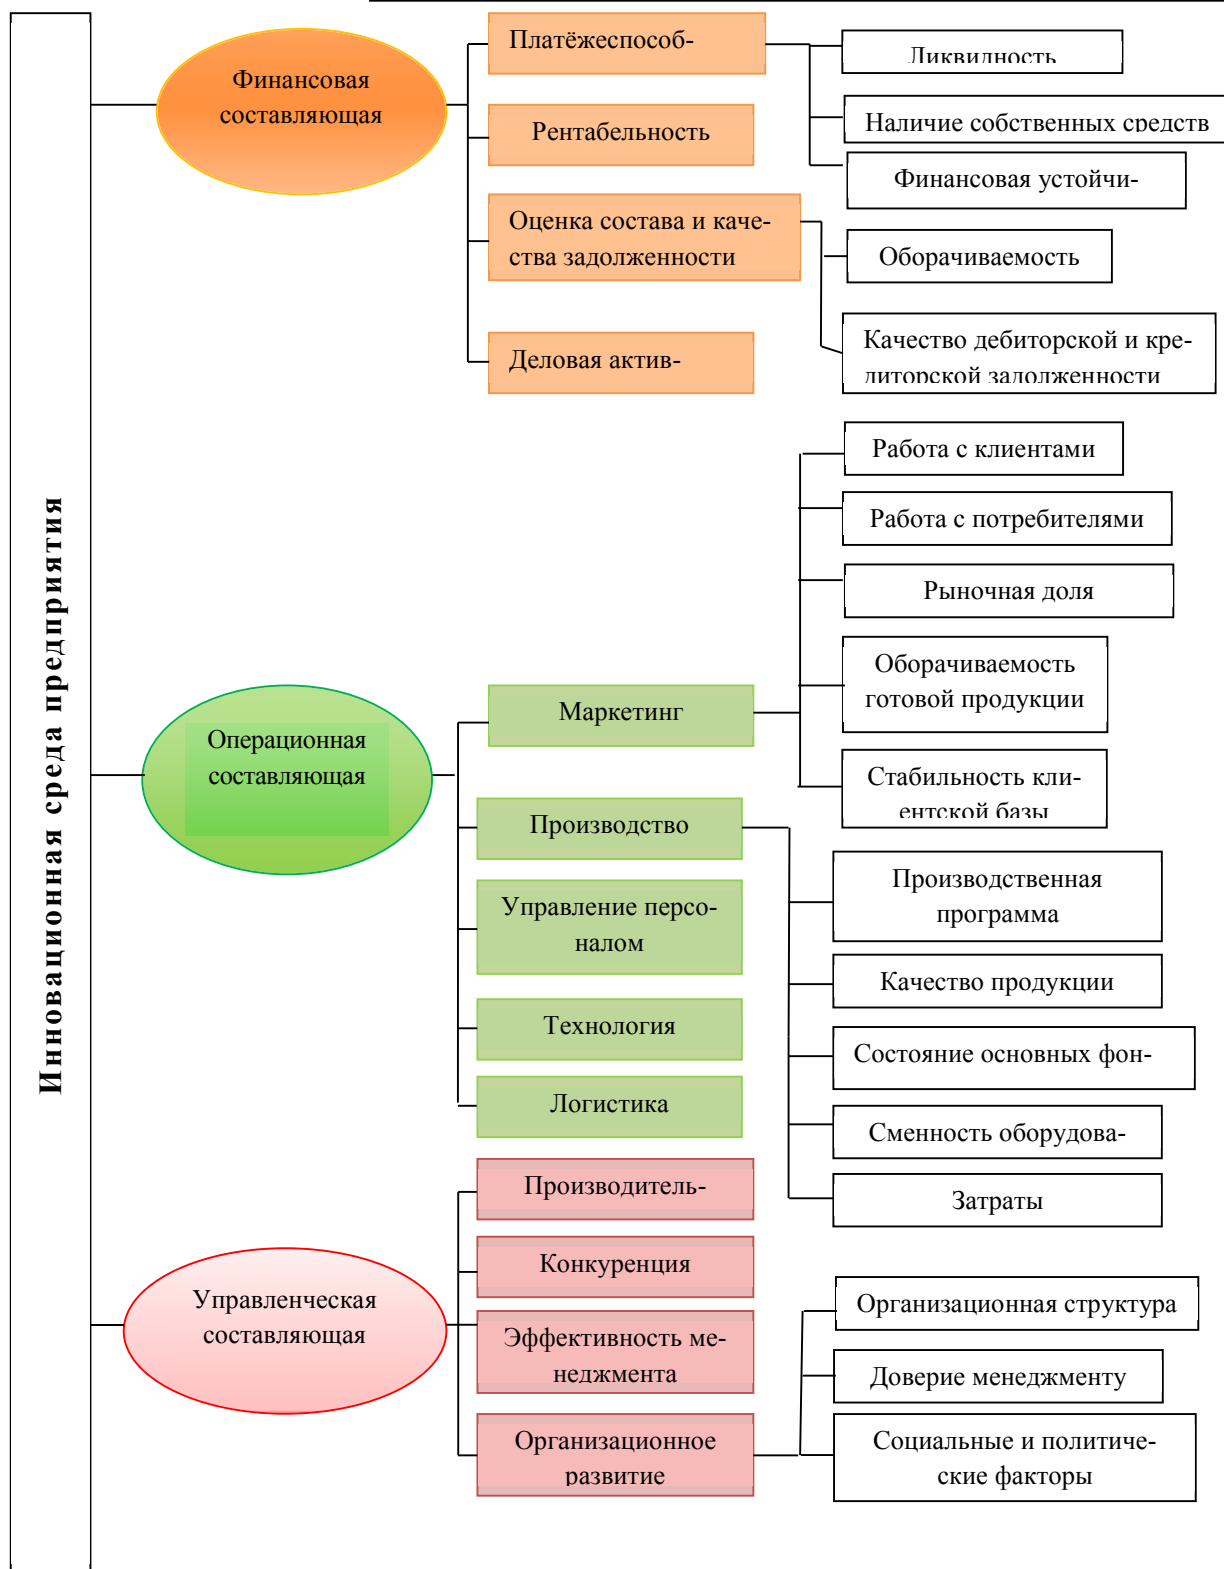 Инновационная среда предприятия
Финансовая
составляющая
Платёжеспособ-
Ликвидность
Наличие собственных средств
Финансовая устойчи-
Рентабельность
Оценка состава и каче-
ства задолженности
Оборачиваемость
Качество дебиторской и кре-
диторской задолженности
Деловая актив-
Операционная
составляющая
Маркетинг
Работа с клиентами
Работа с потребителями
Рыночная доля
Оборачиваемость
готовой продукции
Стабильность кли-
ентской базы
Производство
Производственная
программа
Качество продукции
Состояние основных фон-
Сменность оборудова-
Затраты
Управление персо-
налом
Технология
Логистика
Управленческая
составляющая
Производитель-
Конкуренция
Эффективность ме-
неджмента
Организационное
развитие
Организационная структура
Доверие менеджменту
Социальные и политиче-
ские факторы